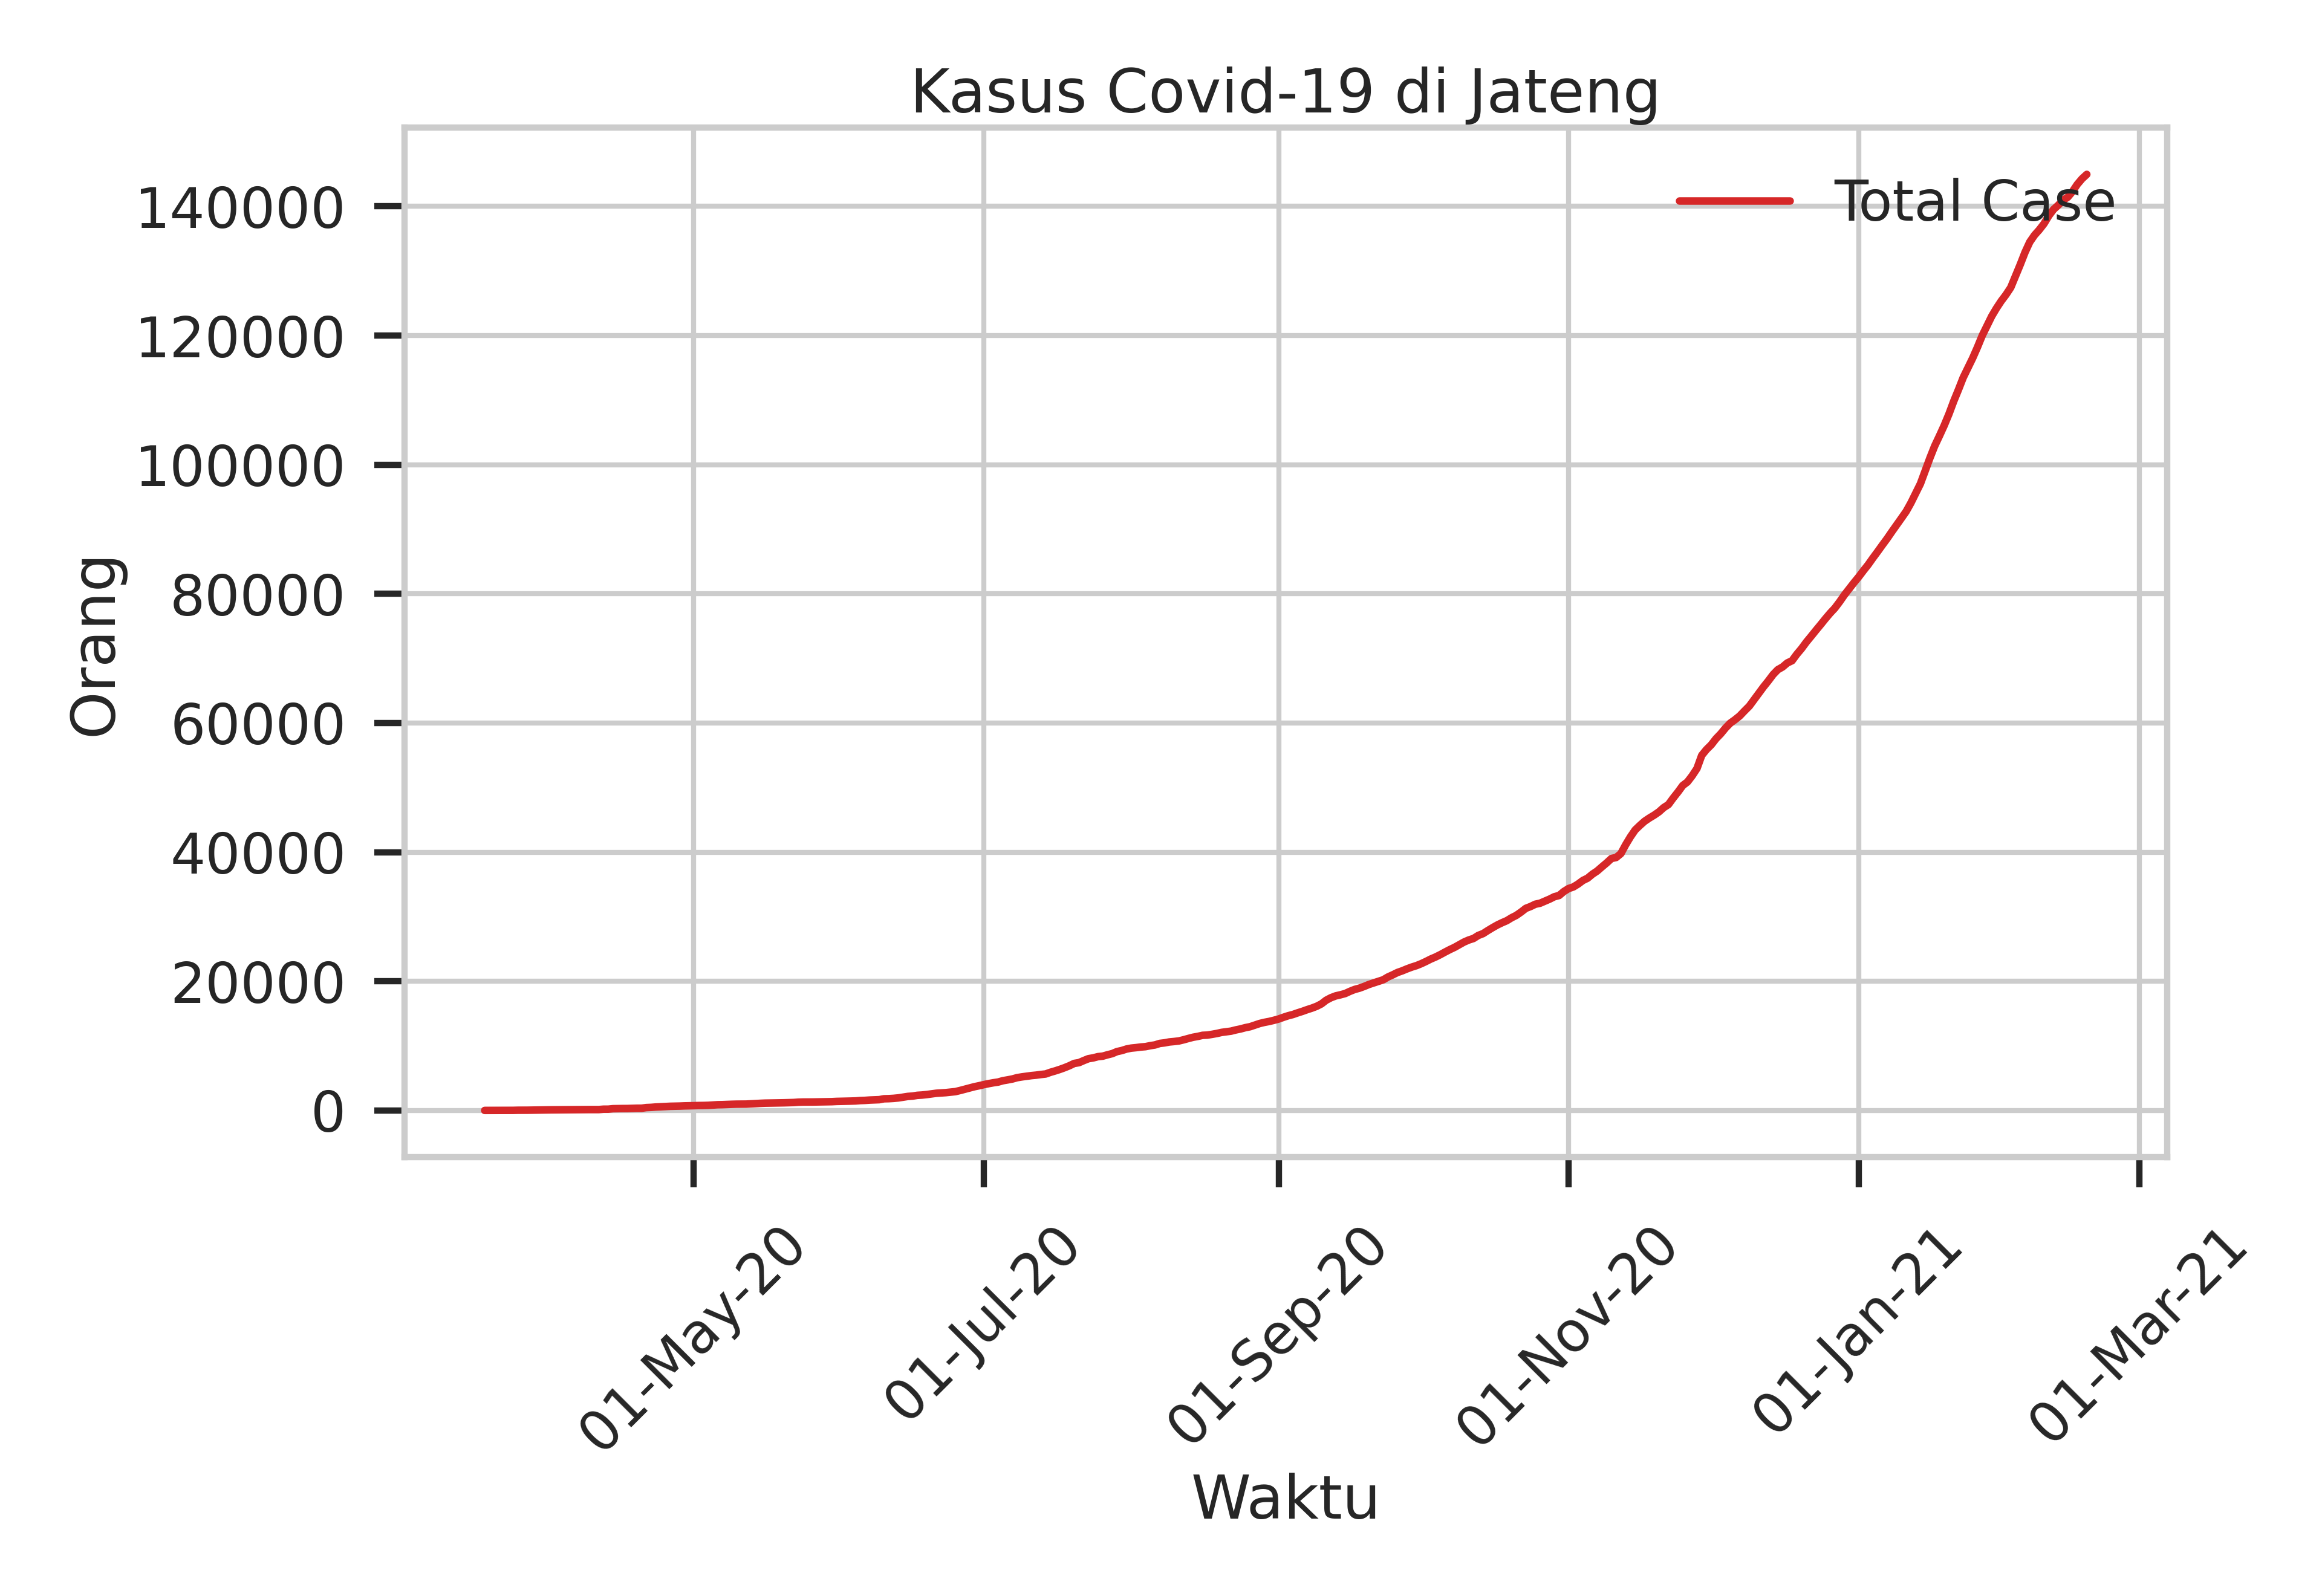 Kasus Covid-19 di Jateng
Total Case
140000
120000
100000
80000
60000
40000
20000
0
Orang
01-May-20
01-Jul-20
01-Sep-20
01-Nov-20
01-Jan-21
01-Mar-21
Waktu